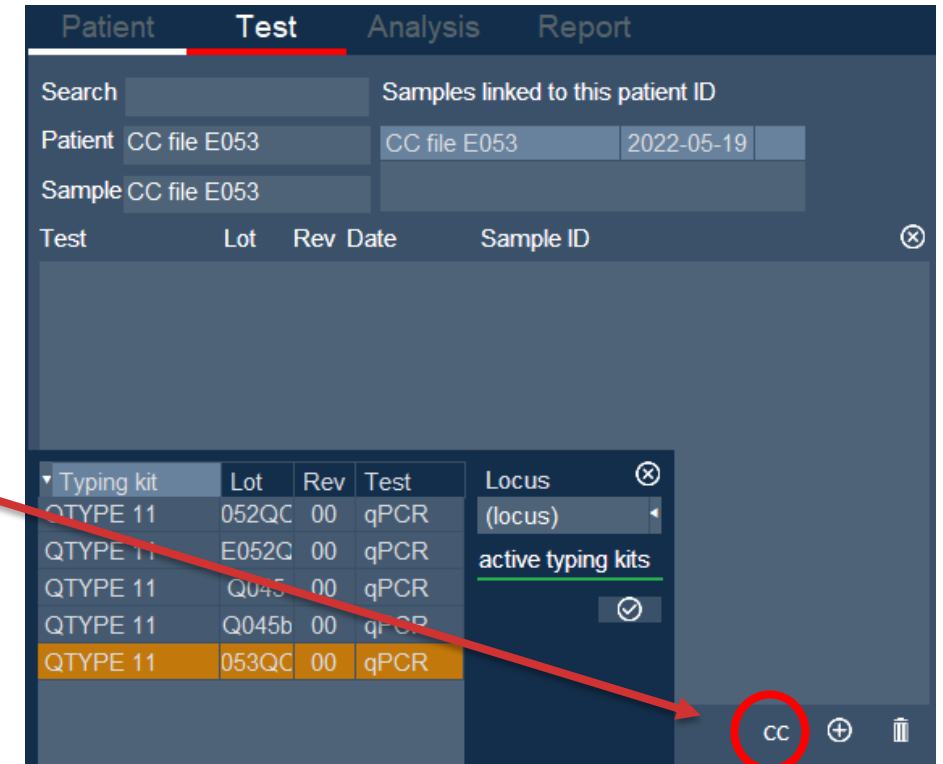 Patient Test Analysis Report
Search Samples linked to this patient ID
Patient CC file E053 CC file E053 2022-05-19
Sample CC file E053
Test Lot Rev Date Sample ID
Typing kit Lot Rev Test Locus
QTYPE 11 052QC 00 qPCR (locus)
QTYPE 11 E052Q 00 qPCR active typing kits
QTYPE 11 Q045 00 qPCR
QTYPE 11 Q045b 00 qPCR
QTYPE 11 053QC 00 qPCR
CC